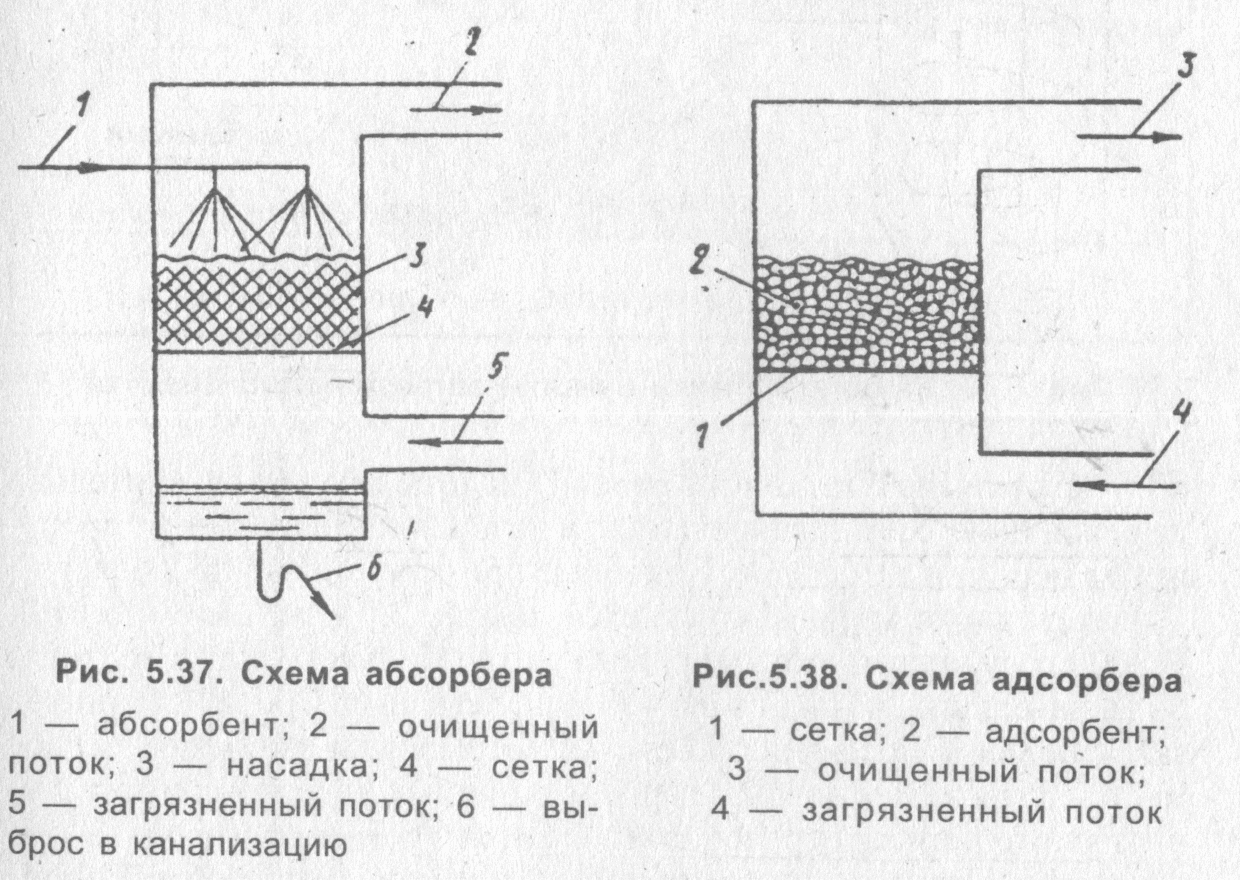 1
2
3
4
5
6
Рис. 5.37. Схема абсорбера
1 — абсорбент; 2 — очищенный
поток; 3 — насадка; 4 — сетка;
5 — загрязненный поток; 6 — вы-
брос в канализацию
3
2
1
4
Рис.5.38. Схема адсорбера
1 — сетка; 2 — адсорбент;
3 — очищенный поток;
4 — загрязненный поток